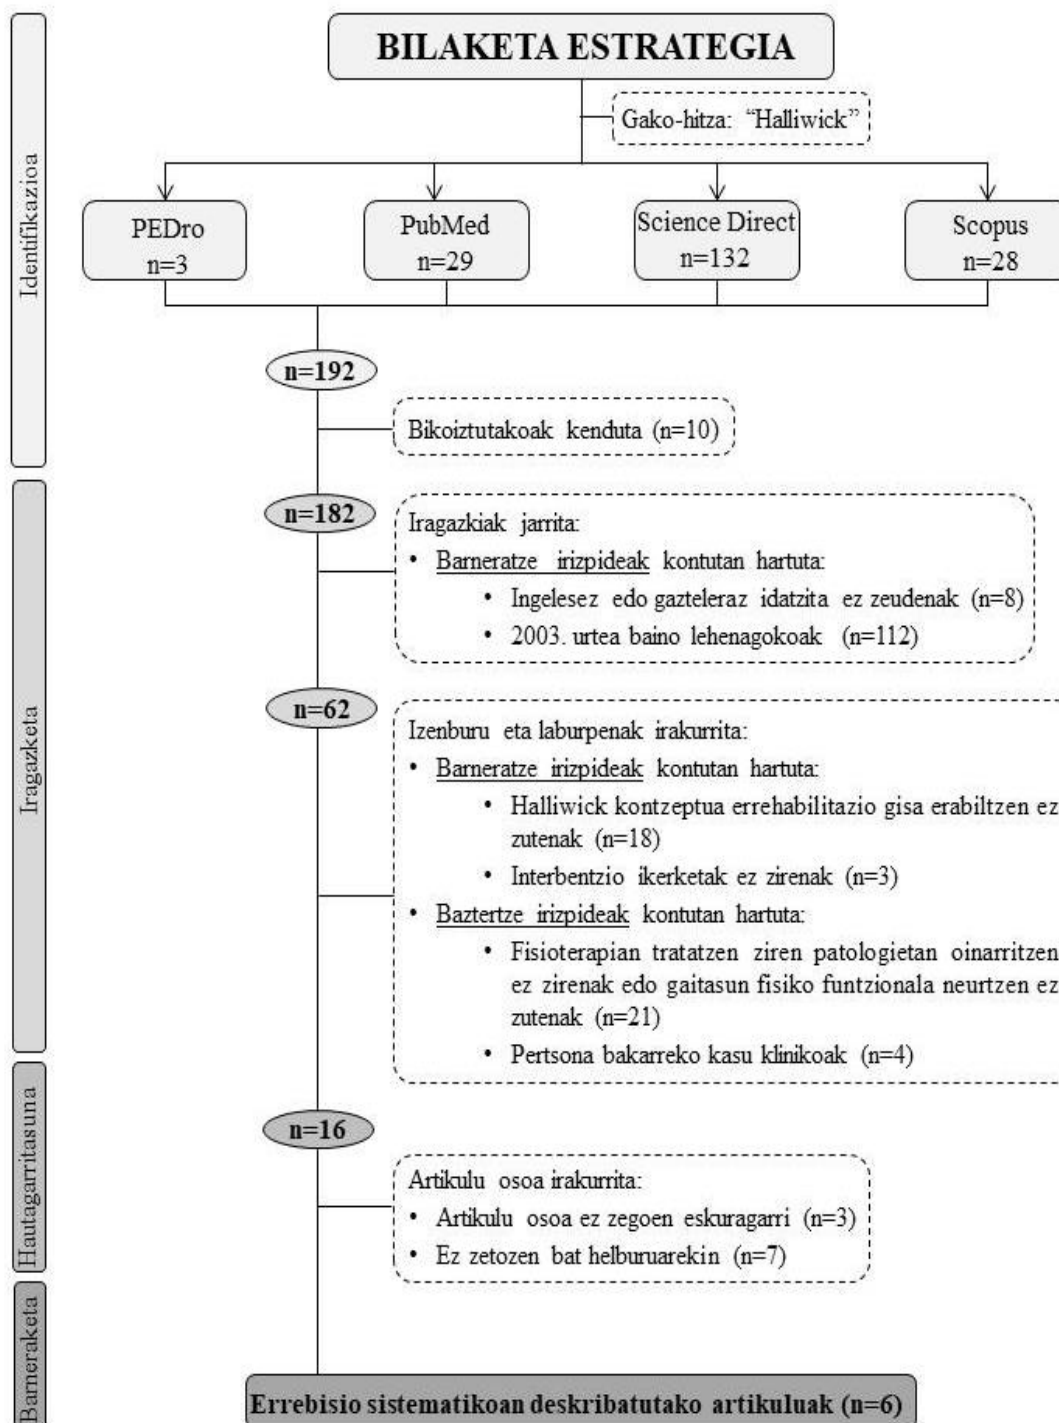 BILAKETA ESTRATEGIA
Gako-hitza: “Halliwick”
Identifikazioa
PEDro
n=3
PubMed
n=29
Science Direct
n=132
Scopus
n=28
n=192
Bikoiztutakoak kenduta (n=10)
Iragazketa
n=182
Iragazkiak jarrita:
• Barneratze irizpideak kontutan hartuta:
• Ingelesez edo gazteleraz idatzita ez zeudenak (n=8)
• 2003. urtea baino lehenagokoak (n=112)
n=62
Izenburu eta laburpenak irakurrita:
• Barneratze irizpideak kontutan hartuta:
• Halliwick kontzeptua errehabilitazio gisa erabiltzen ez
zutenak (n=18)
• Interbentzio ikerketak ez zirenak (n=3)
• Baztertze irizpideak kontutan hartuta:
• Fisioterapian tratatzen ziren patologietan oinarritzen
ez zirenak edo gaitasun fisiko funtzionala neurtzen ez
zutenak (n=21)
• Pertsona bakarreko kasu klinikoak (n=4)
Hautagarritasuna
n=16
Artikulu osoa irakurrita:
• Artikulu osoa ez zegoen eskuragarri (n=3)
• Ez zetozen bat helburuarekin (n=7)
Barneraketa
Errebisio sistematikoan deskribatutako artikuluak (n=6)